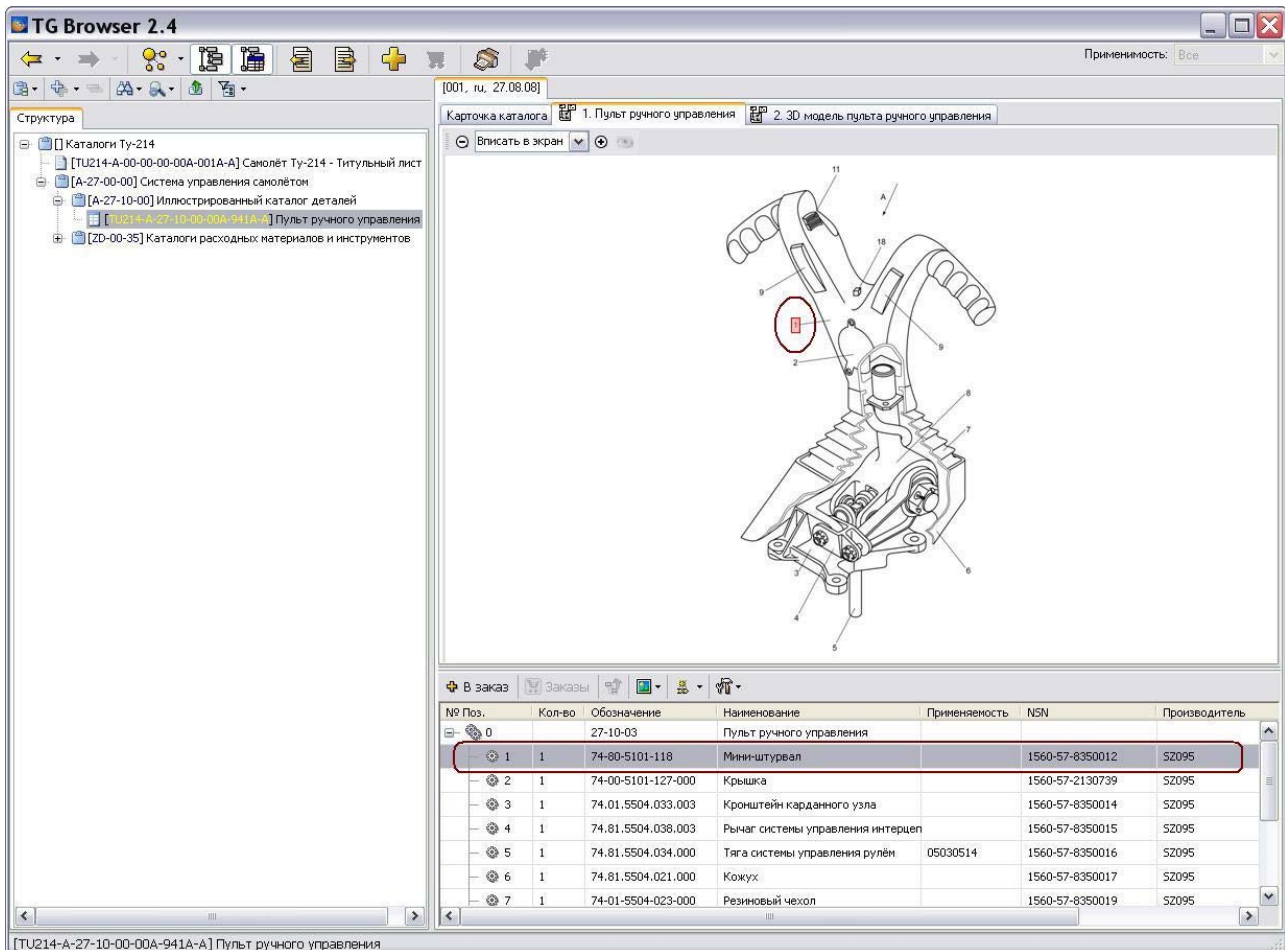 TG Browser 2.4
Применимость: Все
Структура
[] Каталоги Ту-214
[TU214-A-00-00-00-00A-001A-A] Самолёт Ту-214 - Титульный лист
[A-27-00-00] Система управления самолётом
[A-27-10-00] Иллюстрированный каталог деталей
[TU214-A-27-10-00-00A-941A-A] Пульт ручного управления
[ZD-00-35] Каталоги расходных материалов и инструментов
[001, ru, 27.08.08]
Карточка каталога 1. Пульт ручного управления 2. 3D модель пульта ручного управления
Вписать в экран
11
A
18
9
1
2
9
8
7
3
6
4
5
В заказ Заказы
№ Поз. Кол-во Обозначение Наименование Применяемость NSN Производитель
0 27-10-03 Пульт ручного управления
1 1 74-80-5101-118 Мини-штурвал 1560-57-8350012 SZ095
2 1 74-00-5101-127-000 Крышка 1560-57-2130739 SZ095
3 1 74.01.5504.033.003 Кронштейн карданного узла 1560-57-8350014 SZ095
4 1 74.81.5504.038.003 Рычаг системы управления интерцеп 1560-57-8350015 SZ095
5 1 74.81.5504.034.000 Тяга системы управления рулём 05030514 1560-57-8350016 SZ095
6 1 74.81.5504.021.000 Кожух 1560-57-8350017 SZ095
7 1 74-01-5504-023-000 Резиновый чехол 1560-57-8350019 SZ095
[TU214-A-27-10-00-00A-941A-A] Пульт ручного управления